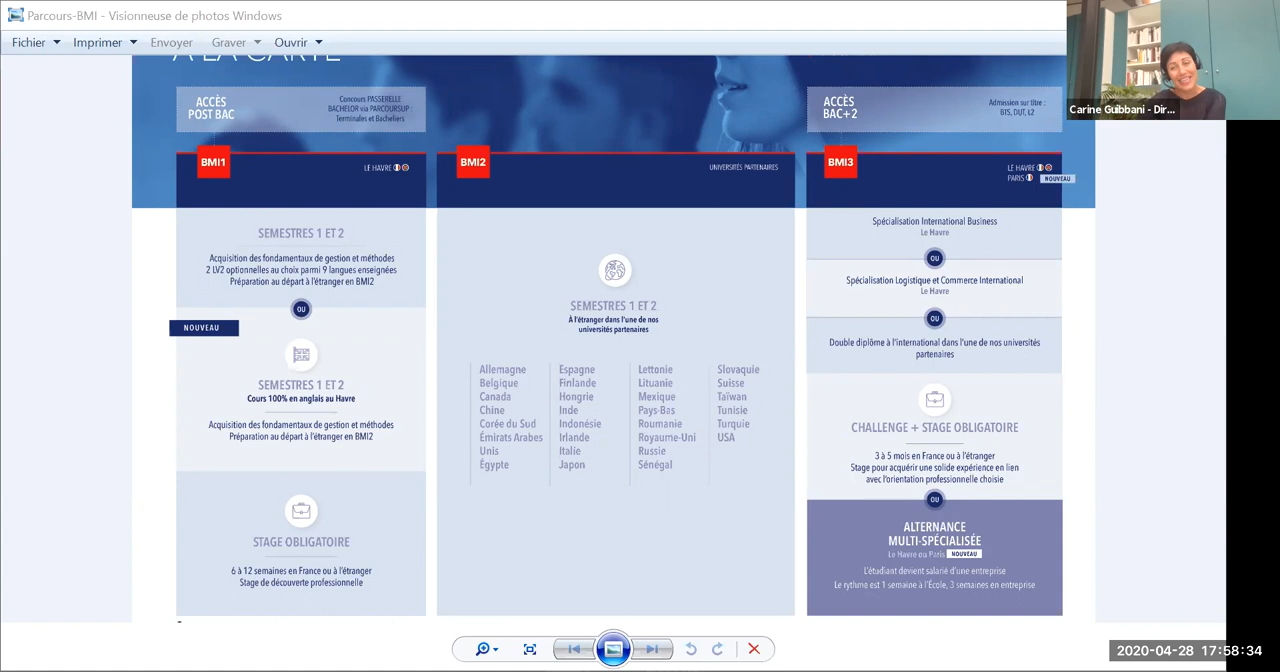 Parcours-BMI - Visionneuse de photos Windows
Fichier
Imprimer
Envoyer
Graver
Ouvrir
Carine Guibbani - Dir...
À LA CARTE
ACCÈS
POST BAC
Concours PASSERELLE
BACHELOR via PARCOURSUP :
Terminales et Bacheliers
ACCÈS
BAC+2
Admission sur titre :
BTS, DUT, L2
BMI1
LE HAVRE
SEMESTRES 1 ET 2
Acquisition des fondamentaux de gestion et méthodes
2 LV2 optionnelles au choix parmi 9 langues enseignées
Préparation au départ à l'étranger en BMI2
OU
NOUVEAU
SEMESTRES 1 ET 2
Cours 100% en anglais au Havre
Acquisition des fondamentaux de gestion et méthodes
Préparation au départ à l'étranger en BMI2
STAGE OBLIGATOIRE
6 à 12 semaines en France ou à l'étranger
Stage de découverte professionnelle
BMI2
UNIVERSITÉS PARTENAIRES
SEMESTRES 1 ET 2
À l'étranger dans l'une de nos
universités partenaires
Allemagne
Belgique
Canada
Chine
Corée du Sud
Émirats Arabes
Unis
Égypte
Espagne
Finlande
Hongrie
Inde
Indonésie
Irlande
Italie
Japon
Lettonie
Lituanie
Mexique
Pays-Bas
Roumanie
Royaume-Uni
Russie
Sénégal
Slovaquie
Suisse
Taïwan
Tunisie
Turquie
USA
BMI3
LE HAVRE
PARIS
NOUVEAU
Spécialisation International Business
Le Havre
OU
Spécialisation Logistique et Commerce International
Le Havre
OU
Double diplôme à l'international dans l'une de nos universités
partenaires
CHALLENGE + STAGE OBLIGATOIRE
3 à 5 mois en France ou à l'étranger
Stage pour acquérir une solide expérience en lien
avec l'orientation professionnelle choisie
OU
ALTERNANCE
MULTI-SPÉCIALISÉE
Le Havre ou Paris NOUVEAU
L'étudiant devient salarié d'une entreprise
Le rythme est 1 semaine à l'École, 3 semaines en entreprise
2020-04-28 17:58:34